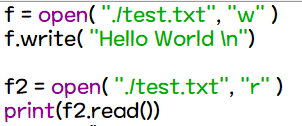 f = open( "./test.txt", "w" )
f.write( "Hello World \n")
f2 = open( "./test.txt", "r" )
print(f2.read())